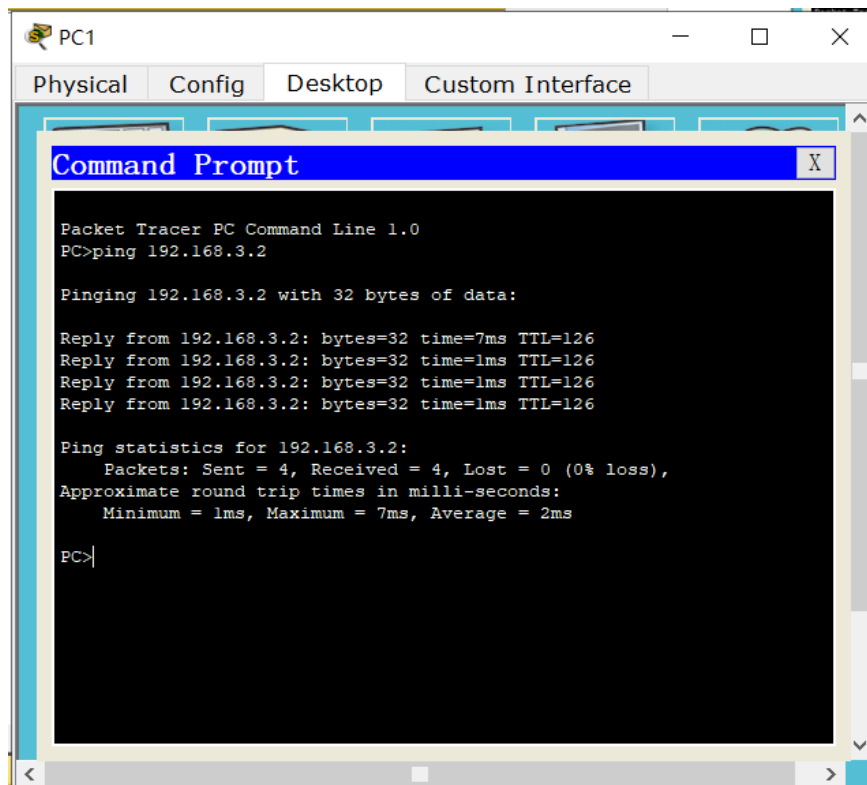 PC1
Physical Config Desktop Custom Interface
Command Prompt
X
Packet Tracer PC Command Line 1.0
PC>ping 192.168.3.2
Pinging 192.168.3.2 with 32 bytes of data:
Reply from 192.168.3.2: bytes=32 time=7ms TTL=126
Reply from 192.168.3.2: bytes=32 time=1ms TTL=126
Reply from 192.168.3.2: bytes=32 time=1ms TTL=126
Reply from 192.168.3.2: bytes=32 time=1ms TTL=126
Ping statistics for 192.168.3.2:
Packets: Sent = 4, Received = 4, Lost = 0 (0% loss),
Approximate round trip times in milli-seconds:
Minimum = 1ms, Maximum = 7ms, Average = 2ms
PC>